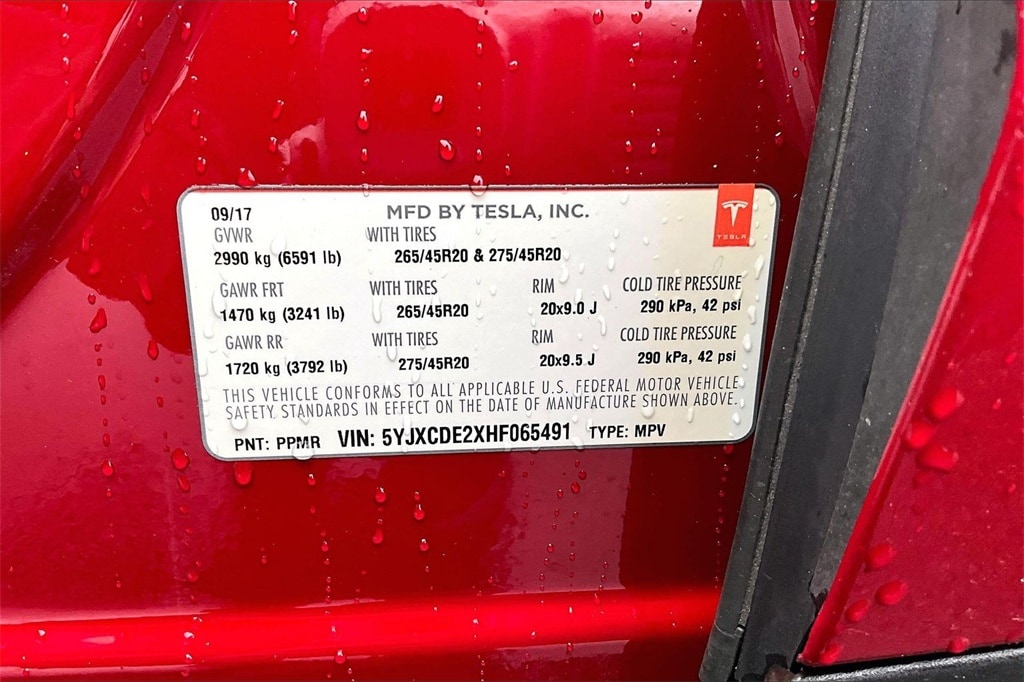 09/17 MFD BY TESLA, INC.
TESLA
GVWR WITH TIRES
2990 kg (6591 lb) 265/45R20 & 275/45R20
GAWR FRT WITH TIRES RIM COLD TIRE PRESSURE
1470 kg (3241 lb) 265/45R20 20x9.0 J 290 kPa, 42 psi
GAWR RR WITH TIRES RIM COLD TIRE PRESSURE
1720 kg (3792 lb) 275/45R20 20x9.5 J 290 kPa, 42 psi
THIS VEHICLE CONFORMS TO ALL APPLICABLE U.S. FEDERAL MOTOR VEHICLE
SAFETY STANDARDS IN EFFECT ON THE DATE OF MANUFACTURE SHOWN ABOVE.
PNT: PPMR VIN: 5YJXCDE2XHF065491 TYPE: MPV